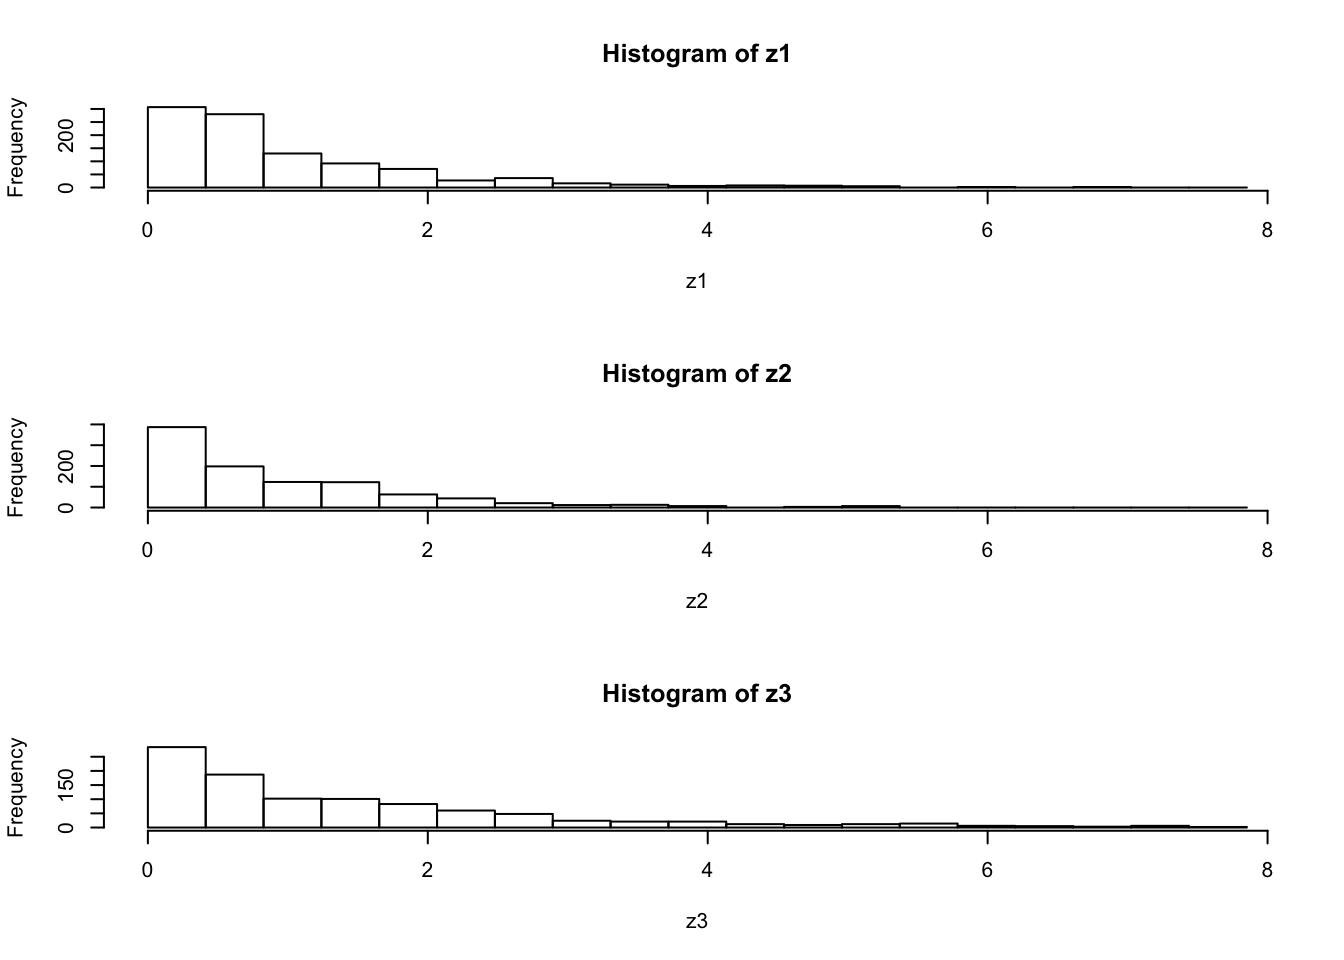 Histogram of z1
Frequency
200
0
0 2 4 6 8
z1
Histogram of z2
Frequency
200
0
0 2 4 6 8
z2
Histogram of z3
Frequency
150
0
0 2 4 6 8
z3